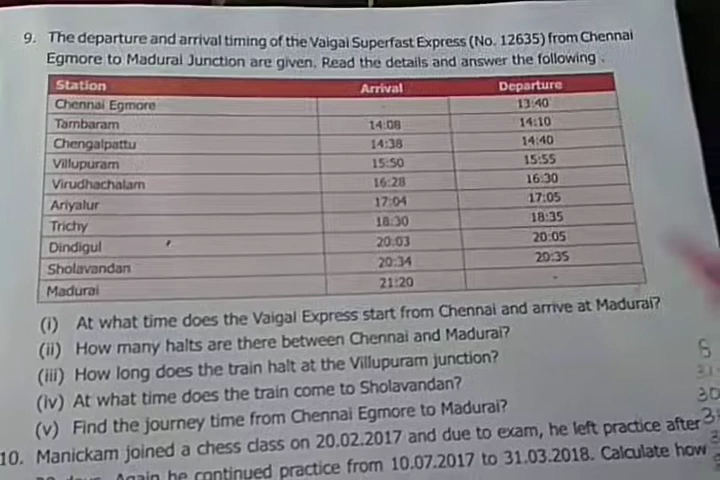 9. The departure and arrival timing of the Vaigai Superfast Express (No. 12635) from Chennai
Egmore to Madurai Junction are given. Read the details and answer the following .
Station Arrival Departure
Chennai Egmore - 13:40
Tambaram 14:08 14:10
Chengalpattu 14:38 14:40
Villupuram 15:50 15:55
Virudhachalam 16:28 16:30
Ariyalur 17:04 17:05
Trichy 18:30 18:35
Dindigul 20:03 20:05
Sholavandan 20:34 20:35
Madurai 21:20 -
(i) At what time does the Vaigai Express start from Chennai and arrive at Madurai?
(ii) How many halts are there between Chennai and Madurai?
(iii) How long does the train halt at the Villupuram junction?
(iv) At what time does the train come to Sholavandan?
(v) Find the journey time from Chennai Egmore to Madurai?
10. Manickam joined a chess class on 20.02.2017 and due to exam, he left practice after
Again he continued practice from 10.07.2017 to 31.03.2018. Calculate how